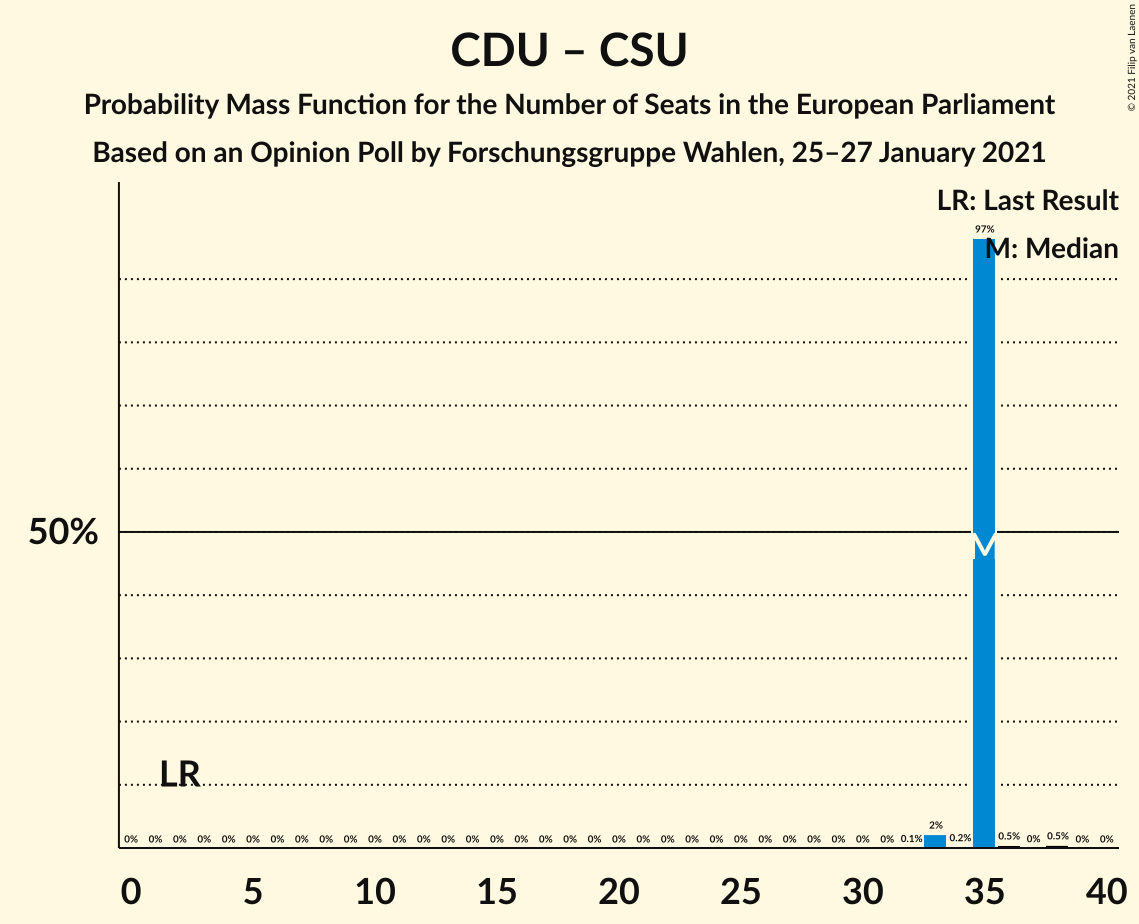 CDU – CSU
Probability Mass Function for the Number of Seats in the European Parliament
Based on an Opinion Poll by Forschungsgruppe Wahlen, 25–27 January 2021
© 2021 Filip van Laenen
LR: Last Result
M: Median
97%
50%
M
LR
0% 0% 0% 0% 0% 0% 0% 0% 0% 0% 0% 0% 0% 0% 0% 0% 0% 0% 0% 0% 0% 0% 0% 0% 0% 0% 0% 0% 0% 0% 0% 0% 0.1% 2% 0.2% 0.5% 0% 0.5% 0% 0%
0 5 10 15 20 25 30 35 40